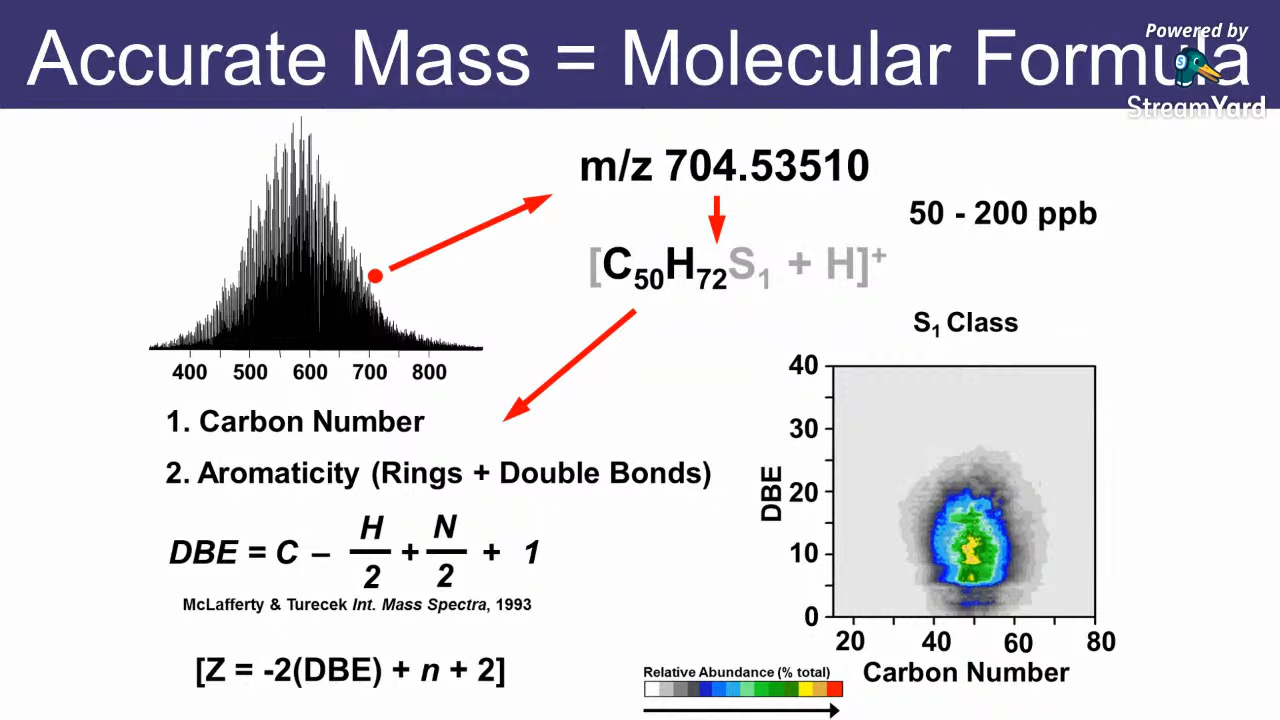 Accurate Mass = Molecular Formula
Powered by
StreamYard
m/z 704.53510
50 - 200 ppb
[C₅₀H₇₂S₁ + H]⁺
400 500 600 700 800
1. Carbon Number
2. Aromaticity (Rings + Double Bonds)
DBE = C – H/2 + N/2 + 1
McLafferty & Turecek Int. Mass Spectra, 1993
[Z = -2(DBE) + n + 2]
S₁ Class
40
30
20
10
0
DBE
20 40 60 80
Carbon Number
Relative Abundance (% total)